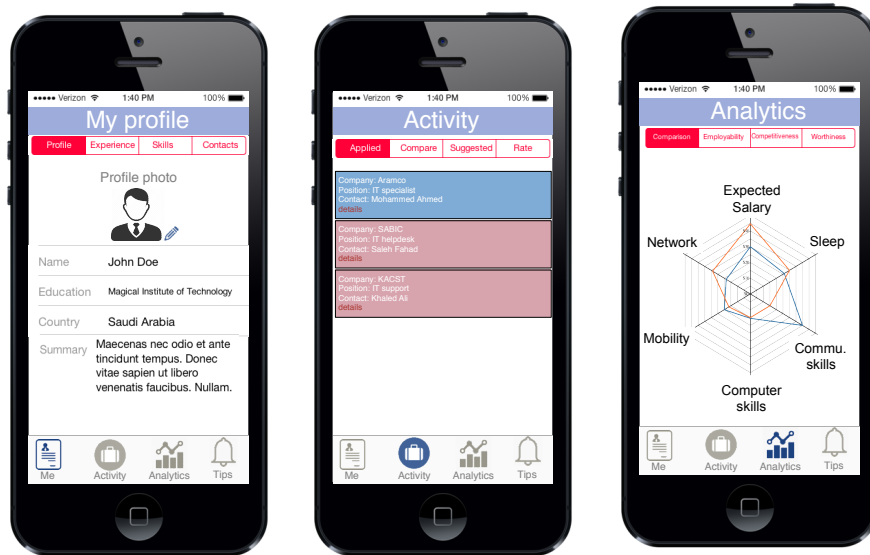 Verizon 1:40 PM 100%
My profile
Profile Experience Skills Contacts
Profile photo
Name John Doe
Education Magical Institute of Technology
Country Saudi Arabia
Summary Maecenas nec odio et ante
tincidunt tempus. Donec
vitae sapien ut libero
venenatis faucibus. Nullam.
Me Activity Analytics Tips
Verizon 1:40 PM 100%
Activity
Applied Compare Suggested Rate
Company: Aramco
Position: IT specialist
Contact: Mohammed Ahmed
details
Company: SABIC
Position: IT helpdesk
Contact: Saleh Fahad
details
Company: KACST
Position: IT support
Contact: Khaled Ali
details
Me Activity Analytics Tips
Verizon 1:40 PM 100%
Analytics
Comparison Employability Competitiveness Worthiness
Expected
Salary
Network Sleep
Mobility Commu.
skills
Computer
skills
Me Activity Analytics Tips